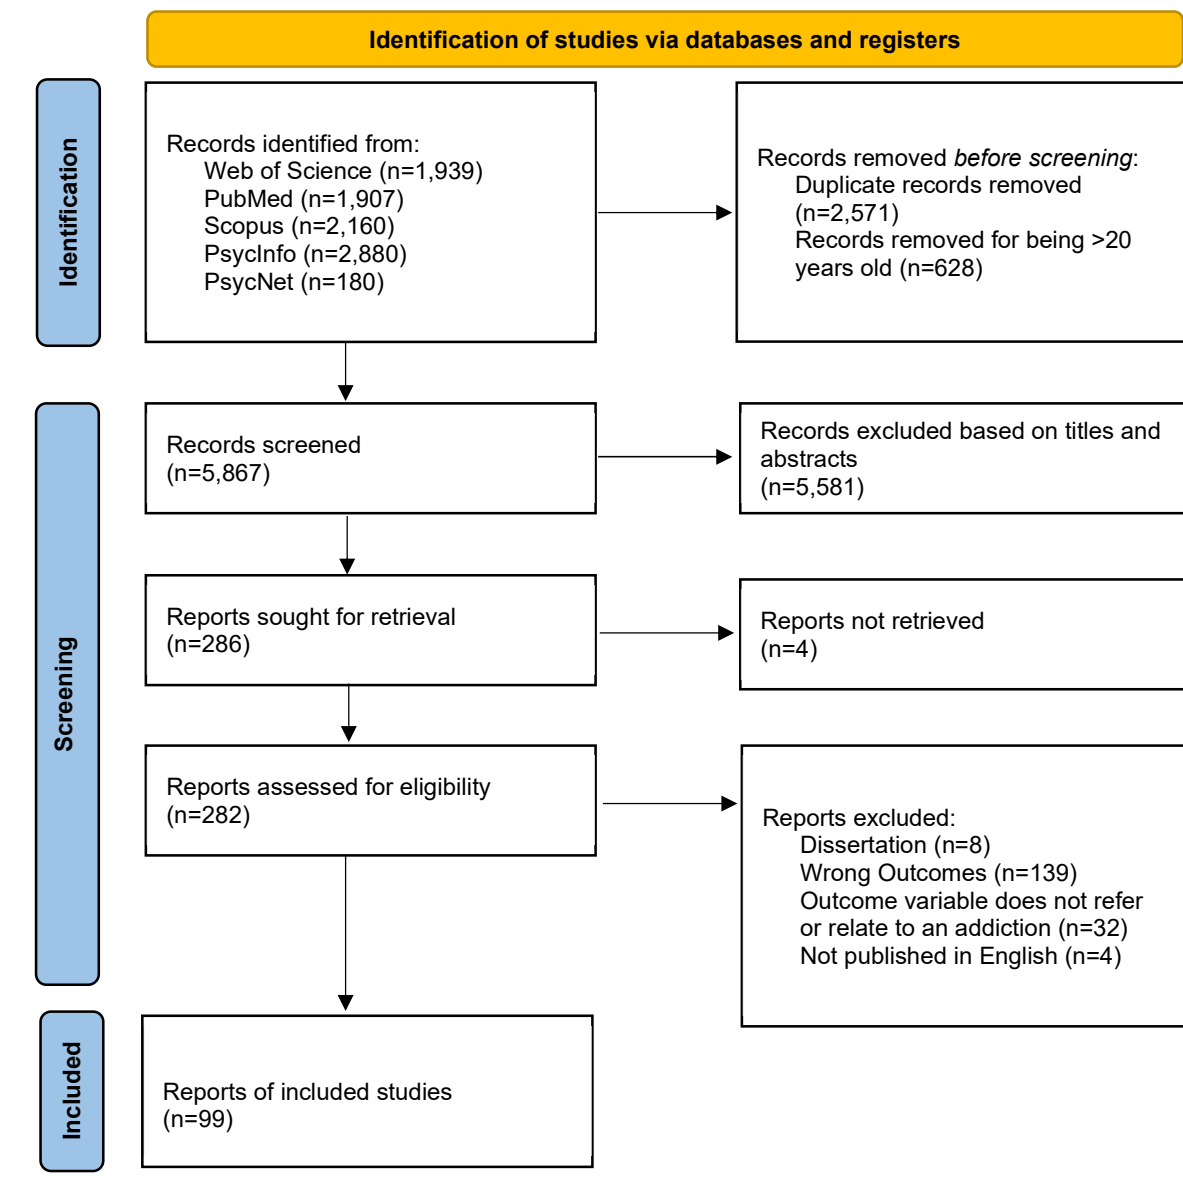 Identification of studies via databases and registers
Identification
Records identified from:
Web of Science (n=1,939)
PubMed (n=1,907)
Scopus (n=2,160)
PsycInfo (n=2,880)
PsycNet (n=180)
Records removed before screening:
Duplicate records removed
(n=2,571)
Records removed for being >20
years old (n=628)
Screening
Records screened
(n=5,867)
Records excluded based on titles and
abstracts
(n=5,581)
Reports sought for retrieval
(n=286)
Reports not retrieved
(n=4)
Reports assessed for eligibility
(n=282)
Reports excluded:
Dissertation (n=8)
Wrong Outcomes (n=139)
Outcome variable does not refer
or relate to an addiction (n=32)
Not published in English (n=4)
Included
Reports of included studies
(n=99)